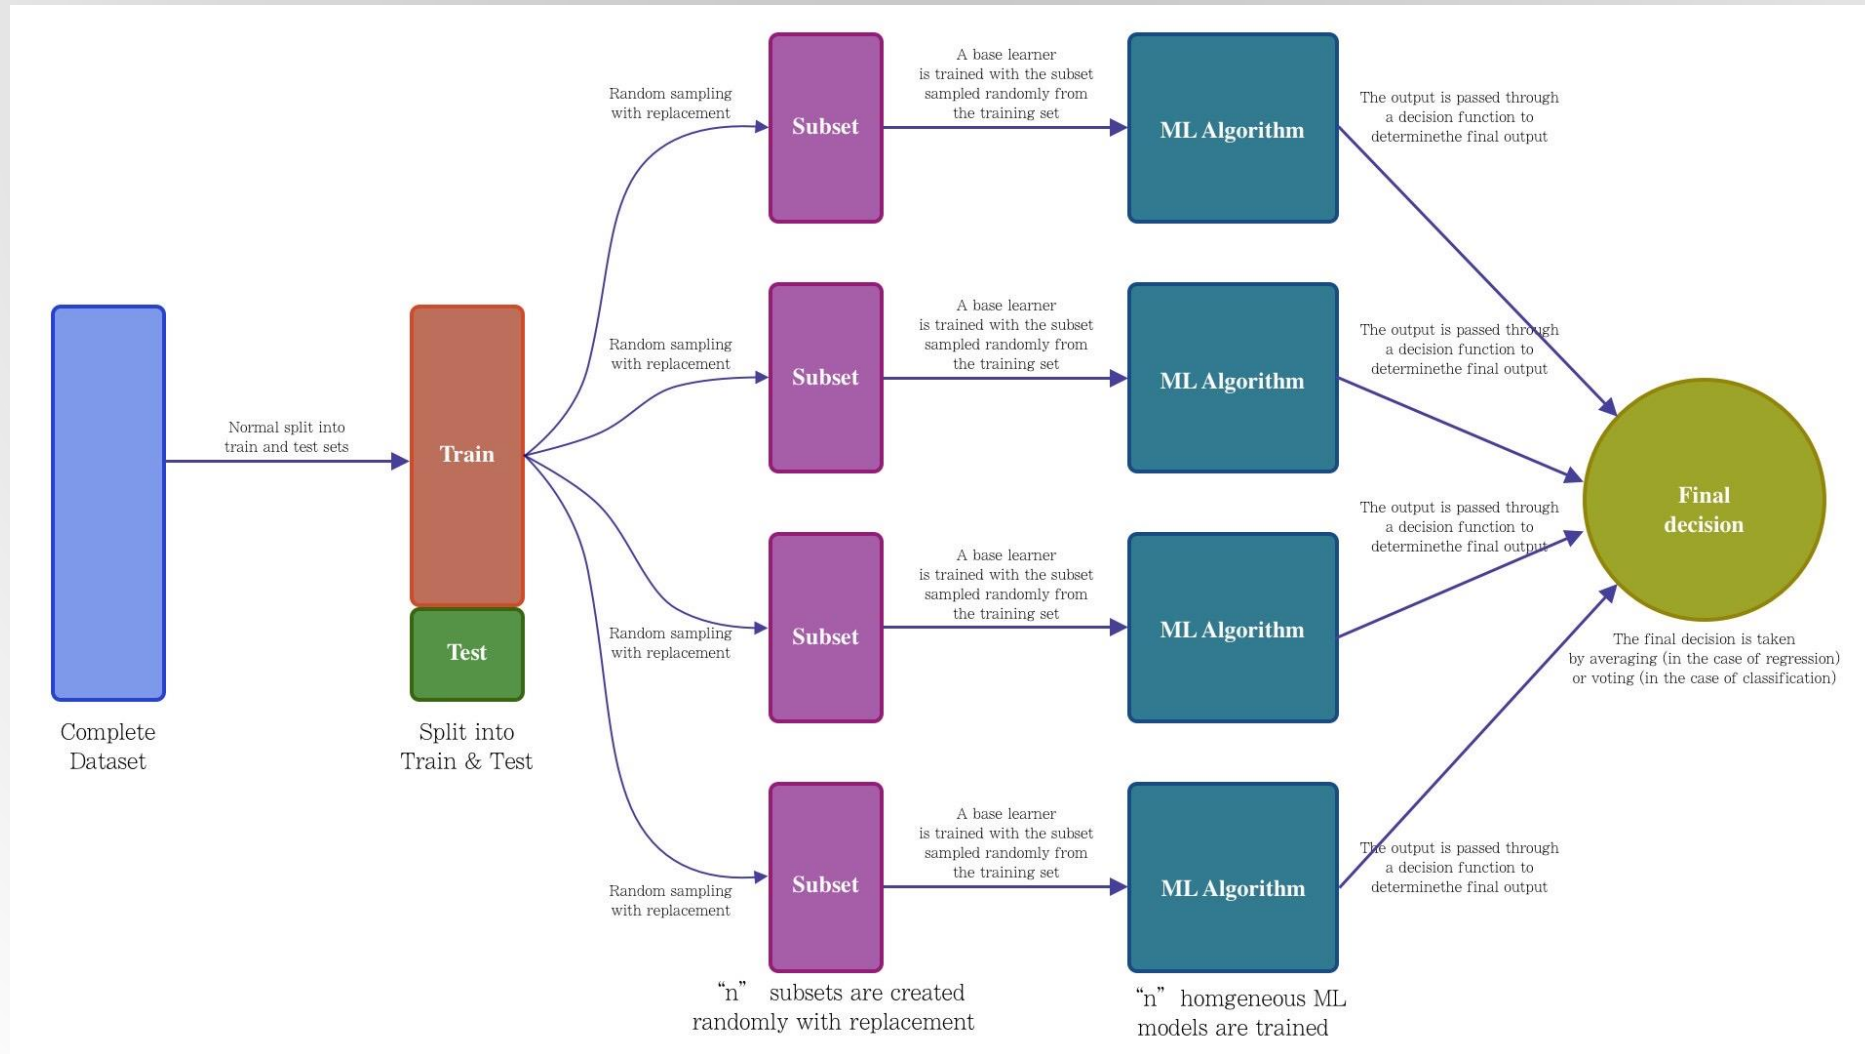 Complete
Dataset
Normal split into
train and test sets
Train
Test
Split into
Train & Test
Random sampling
with replacement
Subset
A base learner
is trained with the subset
sampled randomly from
the training set
ML Algorithm
The output is passed through
a decision function to
determinethe final output
Random sampling
with replacement
Subset
A base learner
is trained with the subset
sampled randomly from
the training set
ML Algorithm
The output is passed through
a decision function to
determinethe final output
Random sampling
with replacement
Subset
A base learner
is trained with the subset
sampled randomly from
the training set
ML Algorithm
The output is passed through
a decision function to
determinethe final output
Random sampling
with replacement
Subset
A base learner
is trained with the subset
sampled randomly from
the training set
ML Algorithm
The output is passed through
a decision function to
determinethe final output
“n” subsets are created
randomly with replacement
“n” homgeneous ML
models are trained
Final
decision
The final decision is taken
by averaging (in the case of regression)
or voting (in the case of classification)